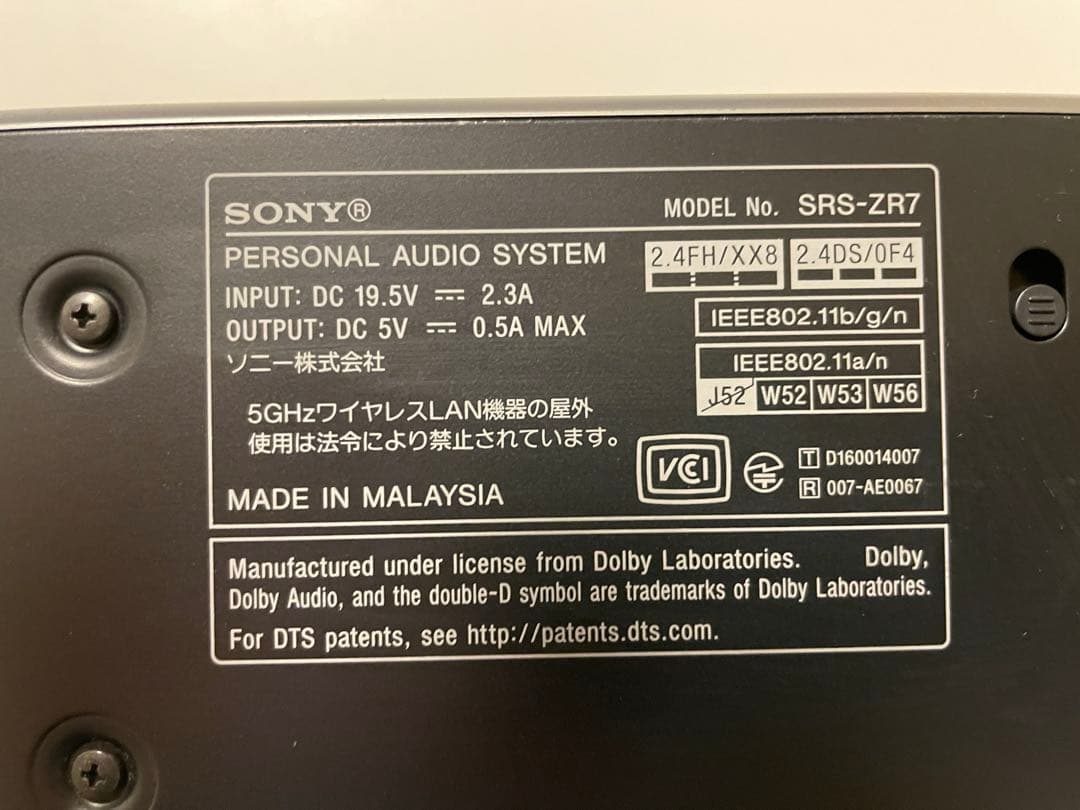 SONY®
MODEL No. SRS-ZR7
PERSONAL AUDIO SYSTEM
2.4FH/XX8 2.4DS/0F4
INPUT: DC 19.5V ⎓ 2.3A
OUTPUT: DC 5V ⎓ 0.5A MAX
IEEE802.11b/g/n
ソニー株式会社
IEEE802.11a/n
J52 W52 W53 W56
5GHzワイヤレスLAN機器の屋外
使用は法令により禁止されています。
VCI
T D160014007
R 007-AE0067
MADE IN MALAYSIA
Manufactured under license from Dolby Laboratories. Dolby,
Dolby Audio, and the double-D symbol are trademarks of Dolby Laboratories.
For DTS patents, see http://patents.dts.com.